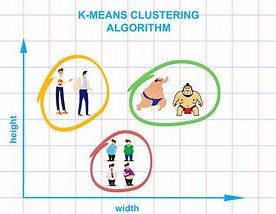 K-MEANS CLUSTERING
ALGORITHM
height
width